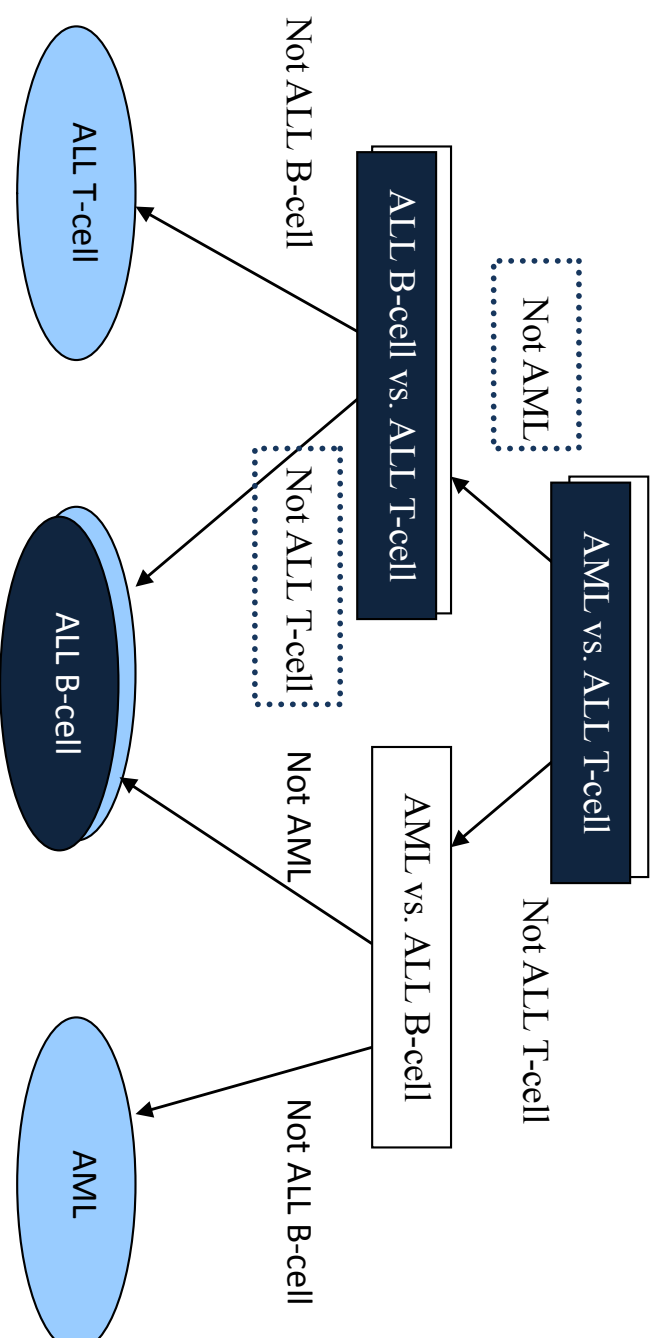 AML vs. ALL T-cell
Not AML
Not ALL T-cell
ALL B-cell vs. ALL T-cell
AML vs. ALL B-cell
Not ALL B-cell
Not ALL T-cell
Not AML
Not ALL B-cell
ALL T-cell
ALL B-cell
AML